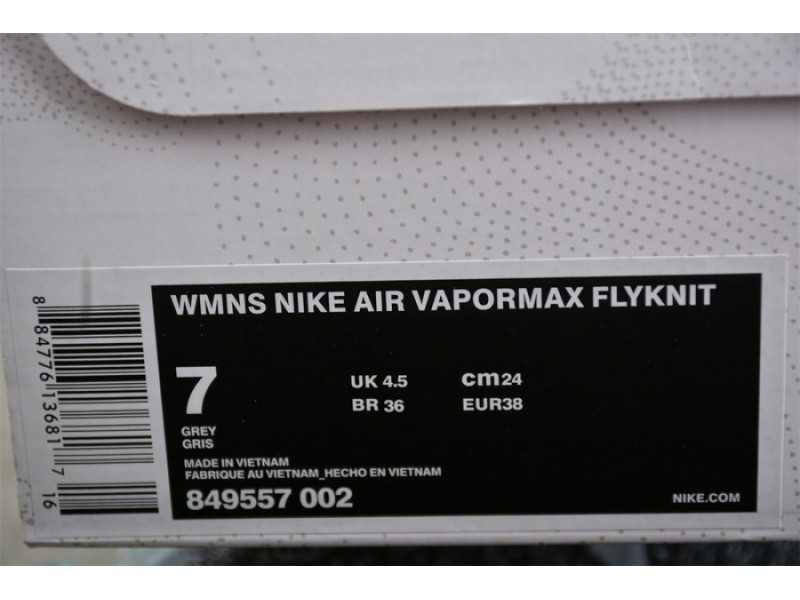 WMNS NIKE AIR VAPORMAX FLYKNIT
7
UK 4.5 cm24
BR 36 EUR38
GREY
GRIS
MADE IN VIETNAM
FABRIQUE AU VIETNAM_HECHO EN VIETNAM
849557 002
NIKE.COM
8 84776 13681 7 16